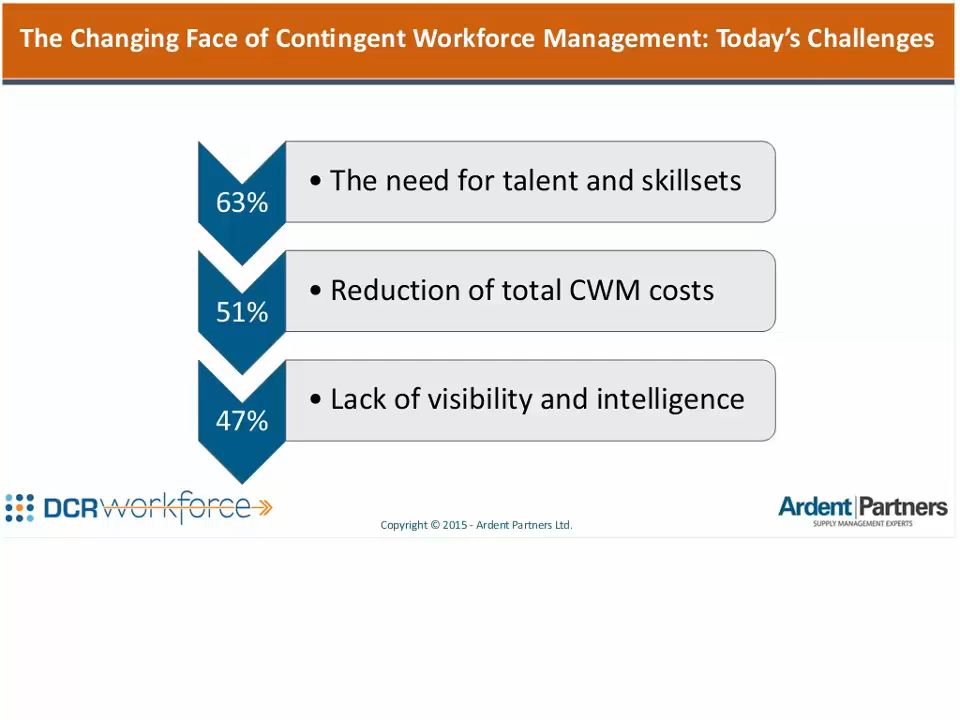 The Changing Face of Contingent Workforce Management: Today's Challenges
63%
• The need for talent and skillsets
51%
• Reduction of total CWM costs
47%
• Lack of visibility and intelligence
DCRworkforce
Copyright © 2015 - Ardent Partners Ltd.
Ardent|Partners
SUPPLY MANAGEMENT EXPERTS